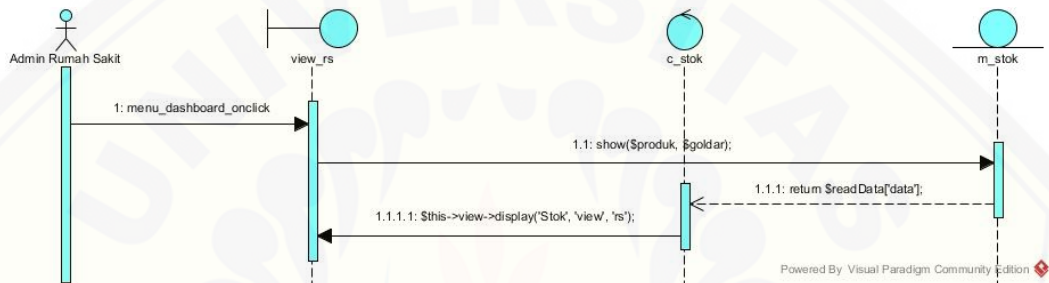 Admin Rumah Sakit
view_rs
c_stok
m_stok
1: menu_dashboard_onclick
1.1: show($produk, $goldar);
1.1.1: return $readData['data'];
1.1.1.1: $this->view->display('Stok', 'view', 'rs');
UNIVERSITAS
Powered By Visual Paradigm Community Edition